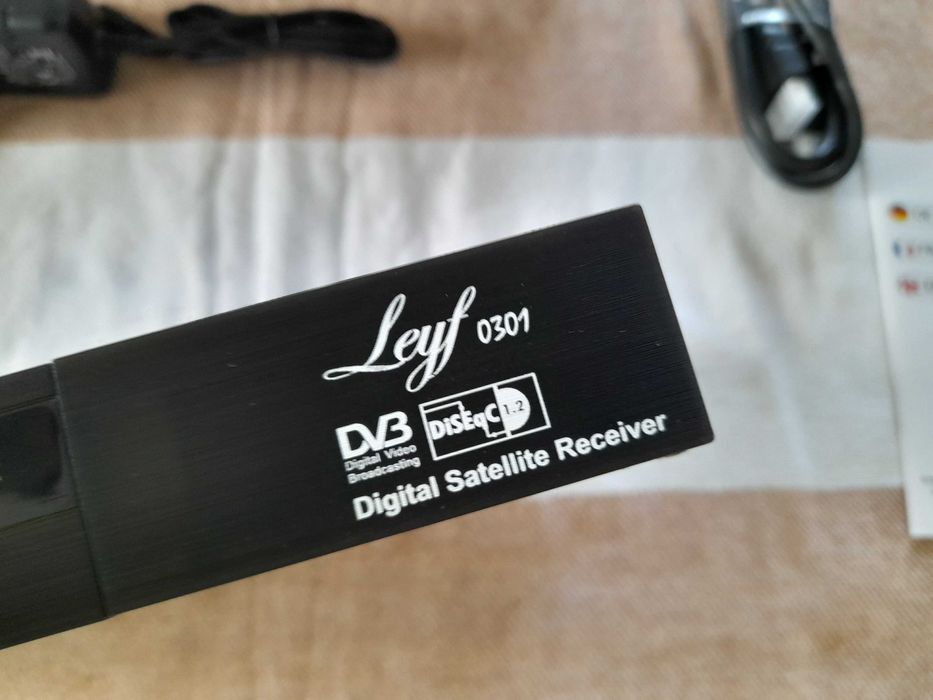 Leyf 0301
DVB
Digital Video
Broadcasting
DiSEqC 1.2
Digital Satellite Receiver